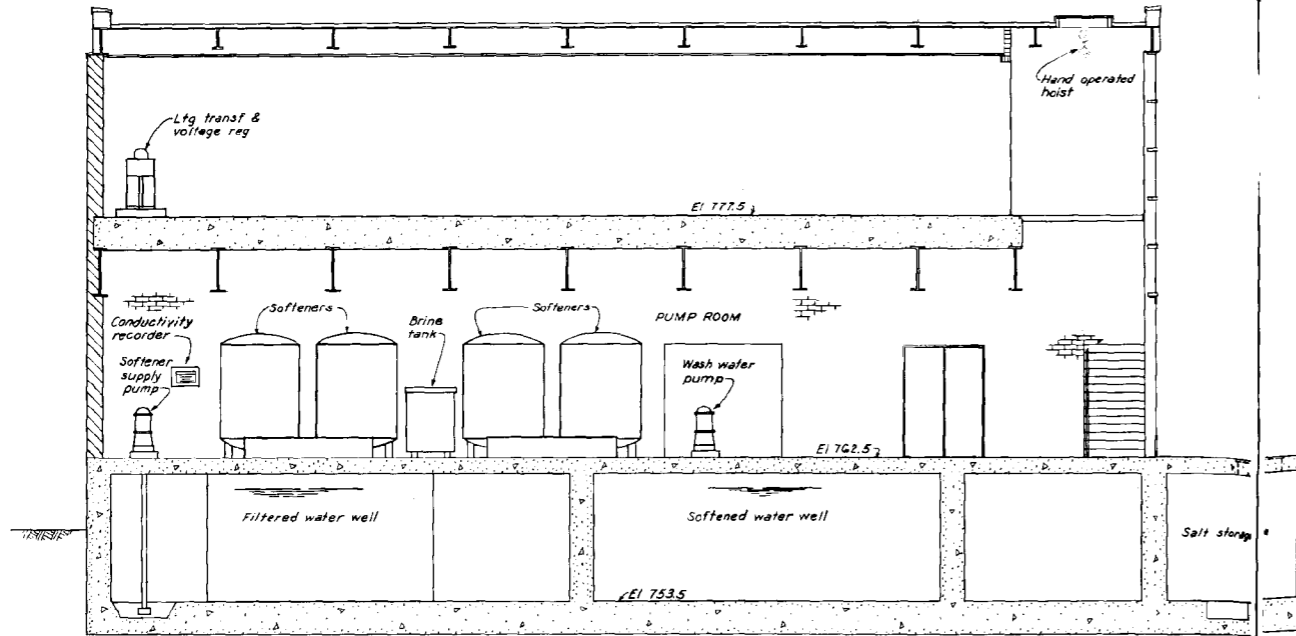 Hand operated
hoist
Ltg transf &
voltage reg
El 777.5
Softeners
Brine
tank
Softeners
PUMP ROOM
Conductivity
recorder
Softener
supply
pump
Wash water
pump
El 762.5
Filtered water well
Softened water well
Salt storage
El 753.5